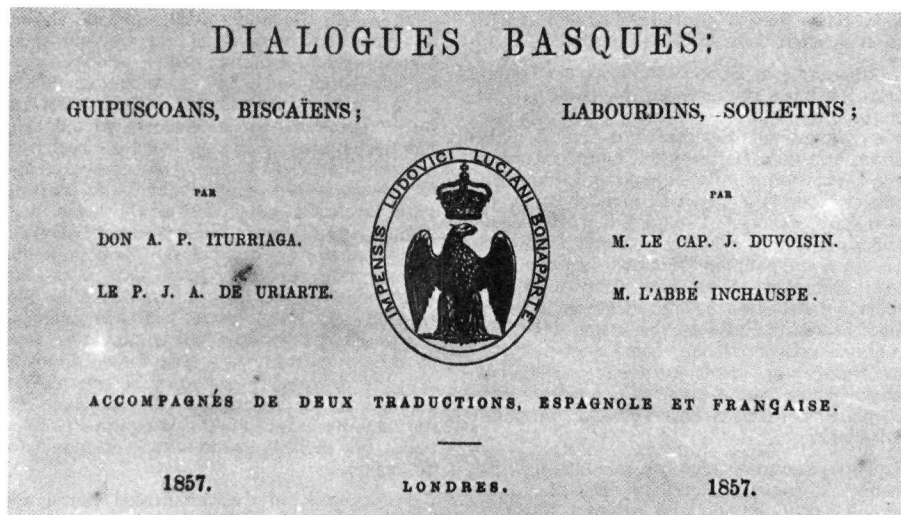 DIALOGUES BASQUES:
GUIPUSCOANS, BISCAÏENS;
PAR
DON A. P. ITURRIAGA.
LE P. J. A. DE URIARTE.
LABOURDINS, SOULETINS;
PAR
M. LE CAP. J. DUVOISIN.
M. L'ABBÉ INCHAUSPE.
IMPENSIS LUDOVICI LUCIANI BONAPARTE
ACCOMPAGNÉS DE DEUX TRADUCTIONS, ESPAGNOLE ET FRANÇAISE.
1857. LONDRES. 1857.